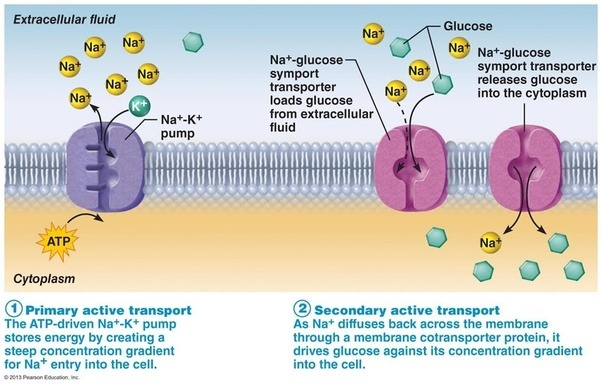 Extracellular fluid
Na+
Na+
Na+
Na+
Na+
Na+
K+
Na+-K+
pump
ATP
Cytoplasm
Glucose
Na+
Na+
Na+
Na+
Na+-glucose
symport
transporter
loads glucose
from extracellular
fluid
Na+-glucose
symport transporter
releases glucose
into the cytoplasm
Na+
1 Primary active transport
The ATP-driven Na+-K+ pump
stores energy by creating a
steep concentration gradient
for Na+ entry into the cell.
2 Secondary active transport
As Na+ diffuses back across the membrane
through a membrane cotransporter protein, it
drives glucose against its concentration gradient
into the cell.
© 2013 Pearson Education, Inc.